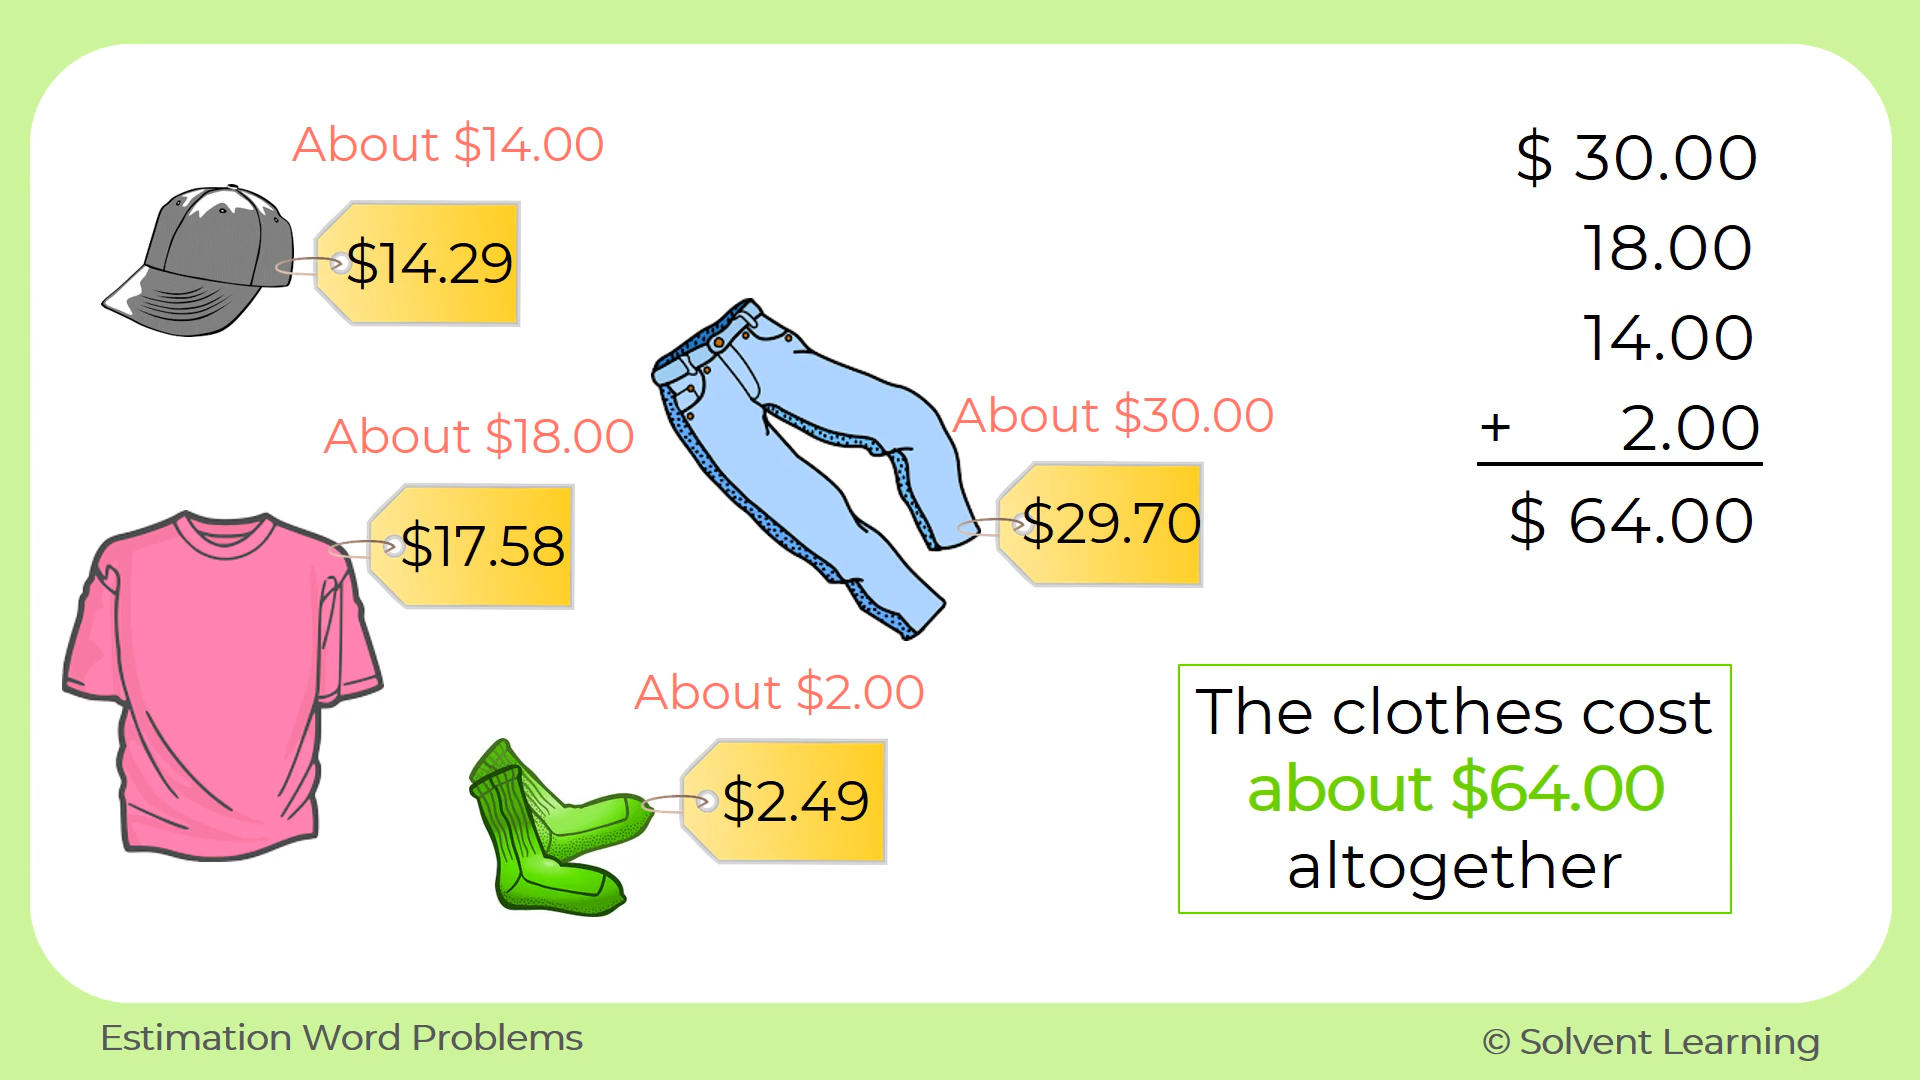 About $14.00
$14.29
About $18.00
$17.58
About $30.00
$29.70
About $2.00
$2.49
$ 30.00
18.00
14.00
+ 2.00
$ 64.00
The clothes cost
about $64.00
altogether
Estimation Word Problems
© Solvent Learning